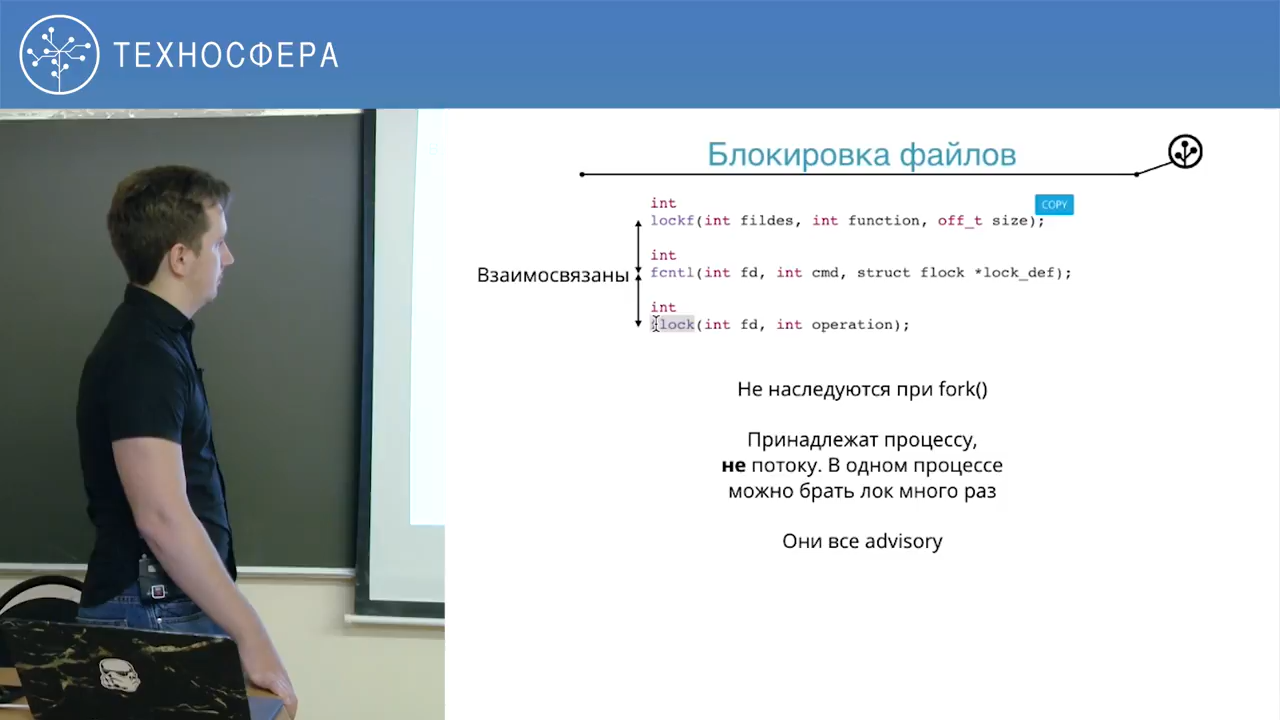 ТЕХНОСФЕРА
Блокировка файлов
COPY
int
lockf(int fildes, int function, off_t size);
int
Взаимосвязаны
fcntl(int fd, int cmd, struct flock *lock_def);
int
flock(int fd, int operation);
Не наследуются при fork()
Принадлежат процессу,
не потоку. В одном процессе
можно брать лок много раз
Они все advisory